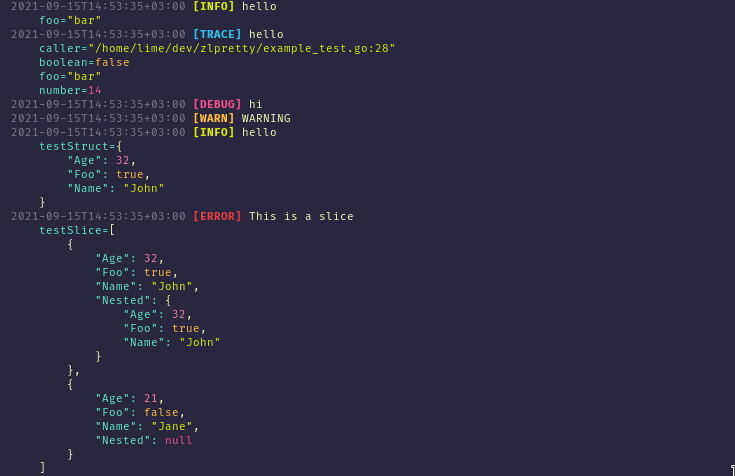 2021-09-15T14:53:35+03:00 [INFO] hello
    foo="bar"
2021-09-15T14:53:35+03:00 [TRACE] hello
    caller="/home/lime/dev/zlpretty/example_test.go:28"
    boolean=false
    foo="bar"
    number=14
2021-09-15T14:53:35+03:00 [DEBUG] hi
2021-09-15T14:53:35+03:00 [WARN] WARNING
2021-09-15T14:53:35+03:00 [INFO] hello
    testStruct={
        "Age": 32,
        "Foo": true,
        "Name": "John"
    }
2021-09-15T14:53:35+03:00 [ERROR] This is a slice
    testSlice=[
        {
            "Age": 32,
            "Foo": true,
            "Name": "John",
            "Nested": {
                "Age": 32,
                "Foo": true,
                "Name": "John"
            }
        },
        {
            "Age": 21,
            "Foo": false,
            "Name": "Jane",
            "Nested": null
        }
    ]